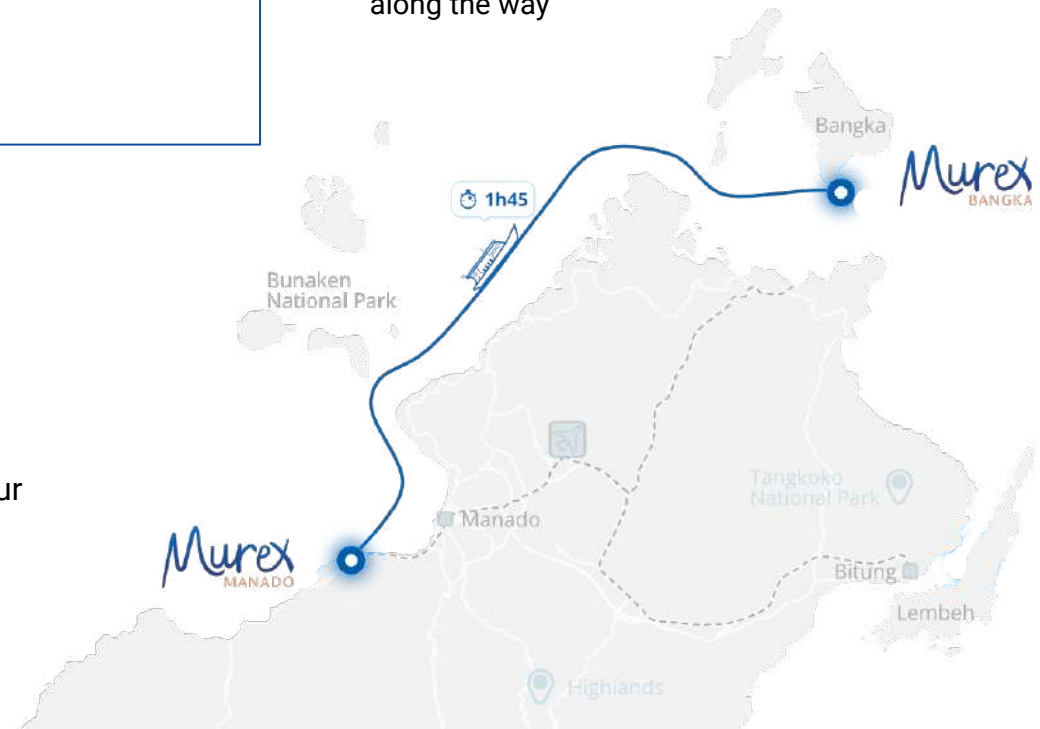 along the way
Bangka
Murex
BANGKA
1h45
Bunaken
National Park
ur
Tangkoko
National Park
Manado
Murex
MANADO
Bitung
Lembeh
Highlands